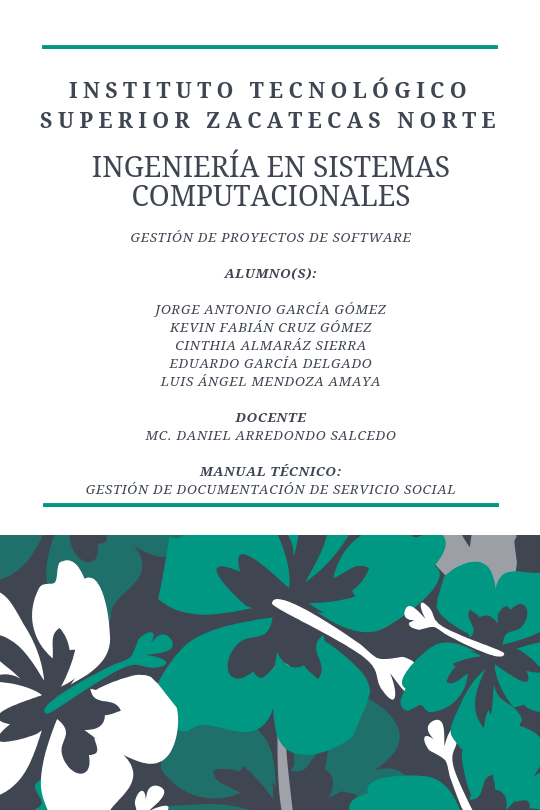 INSTITUTO TECNOLÓGICO
SUPERIOR ZACATECAS NORTE
INGENIERÍA EN SISTEMAS
COMPUTACIONALES
GESTIÓN DE PROYECTOS DE SOFTWARE
ALUMNO(S):
JORGE ANTONIO GARCÍA GÓMEZ
KEVIN FABIÁN CRUZ GÓMEZ
CINTHIA ALMARÁZ SIERRA
EDUARDO GARCÍA DELGADO
LUIS ÁNGEL MENDOZA AMAYA
DOCENTE
MC. DANIEL ARREDONDO SALCEDO
MANUAL TÉCNICO:
GESTIÓN DE DOCUMENTACIÓN DE SERVICIO SOCIAL